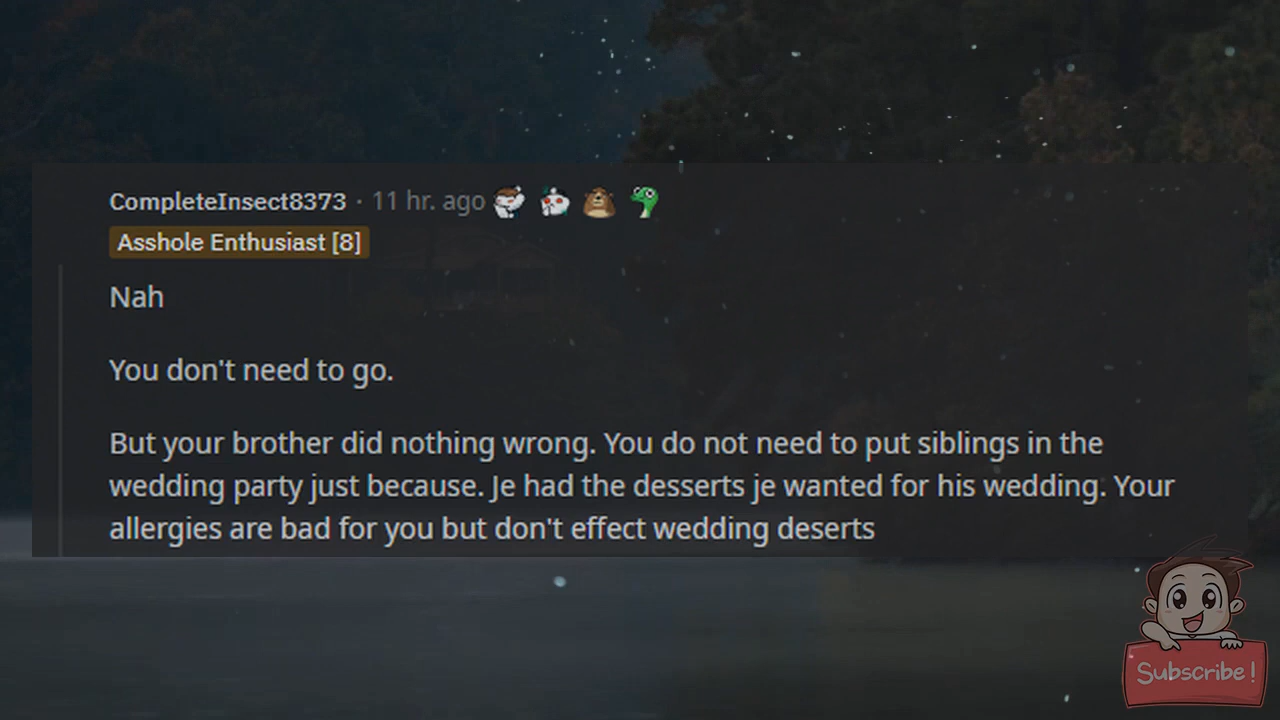 CompleteInsect8373 · 11 hr. ago
Asshole Enthusiast [8]
Nah
You don't need to go.
But your brother did nothing wrong. You do not need to put siblings in the
wedding party just because. Je had the desserts je wanted for his wedding. Your
allergies are bad for you but don't effect wedding deserts
Subscribe!